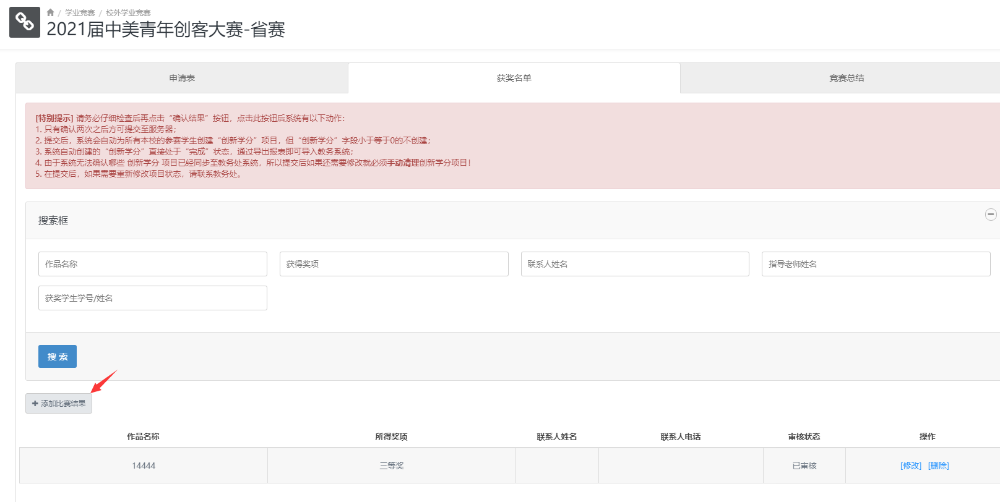 / 学业竞赛 / 校外学业竞赛
2021届中美青年创客大赛-省赛
申请表 获奖名单 竞赛总结
[特别提示] 请务必仔细检查后再点击“确认结果”按钮，点击此按钮后系统有以下动作：
1. 只有确认两次之后方可提交至服务器；
2. 提交后，系统会自动为所有本校的参赛学生创建“创新学分”项目，但“创新学分”字段小于等于0的不创建；
3. 系统自动创建的“创新学分”直接处于“完成”状态，通过导出报表即可导入教务系统；
4. 由于系统无法确认哪些 创新学分 项目已经同步至教务处系统，所以提交后如果还需要修改就必须手动清理创新学分项目！
5. 在提交后，如果需要重新修改项目状态，请联系教务处。
搜索框
作品名称 获得奖项 联系人姓名 指导老师姓名
获奖学生学号/姓名
搜 索
添加比赛结果
作品名称 所得奖项 联系人姓名 联系人电话 审核状态 操作
14444 三等奖 已审核 [修改] [删除]